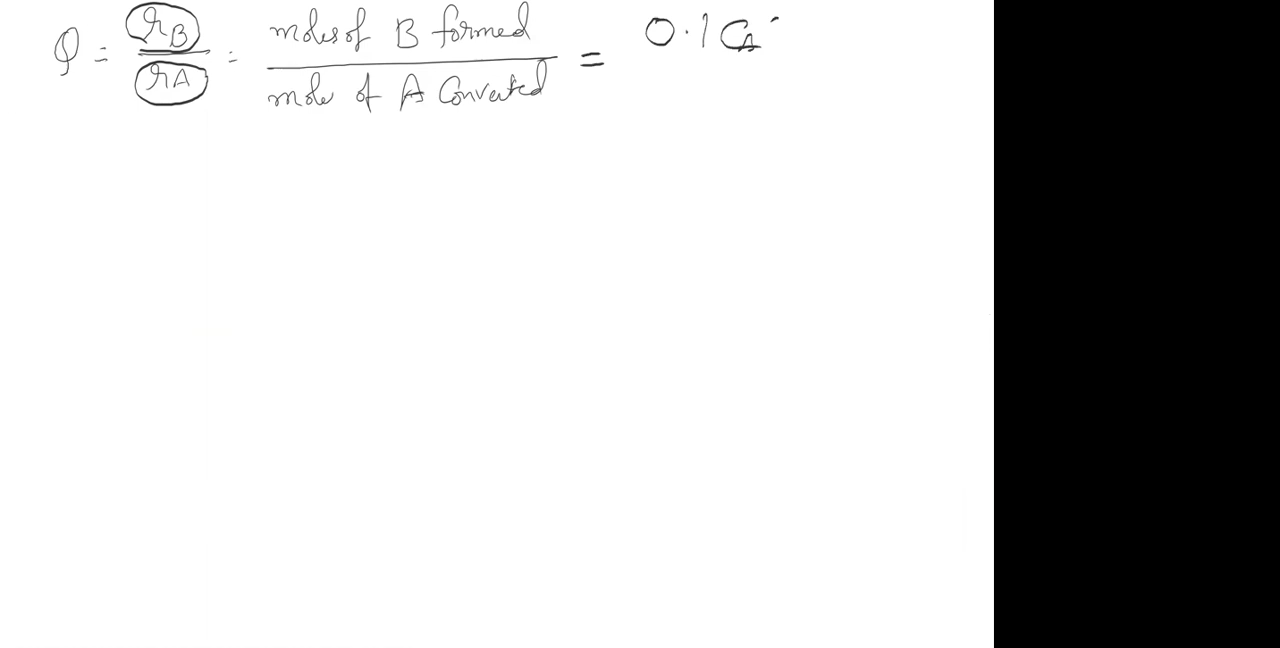 φ = r_B / r_A = moles of B formed / mole of A Converted = 0.1 C_A